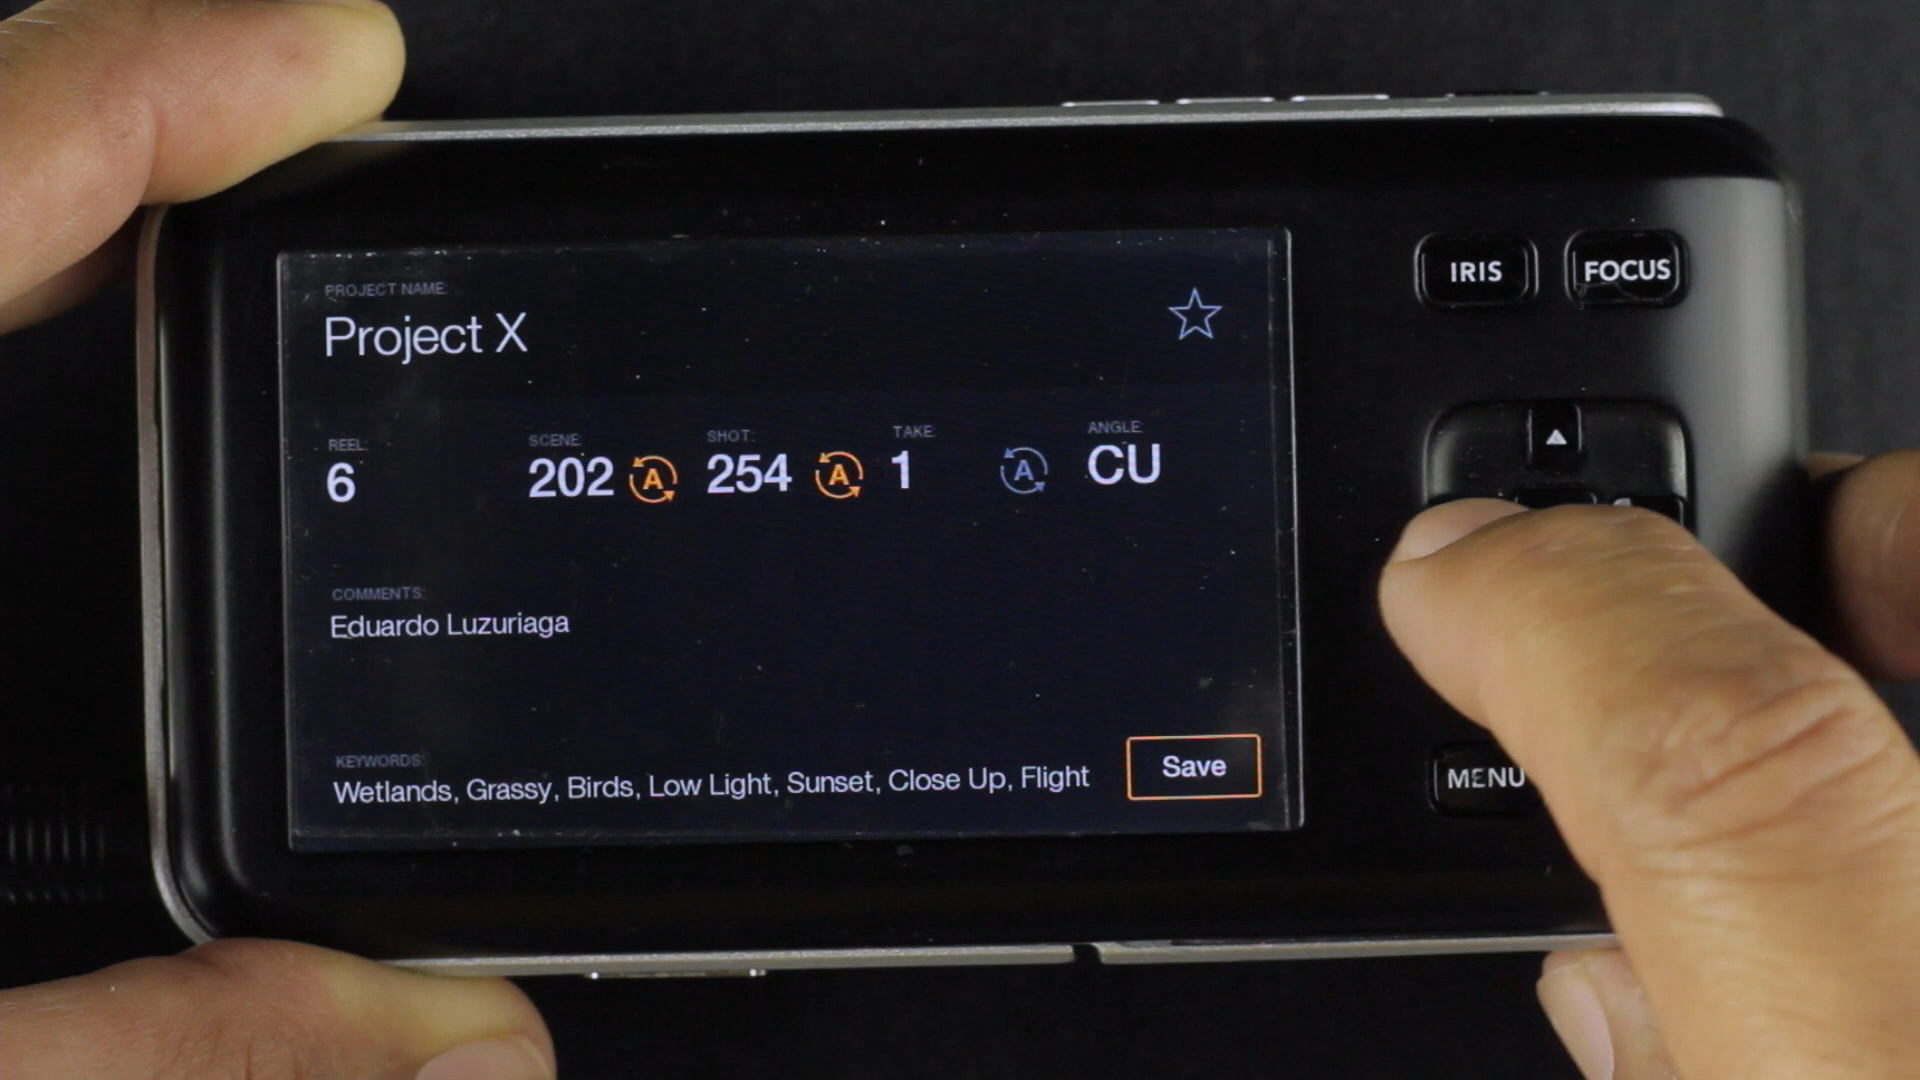 PROJECT NAME:
Project X
REEL:
6
SCENE:
202
A
SHOT:
254
A
TAKE:
1
A
ANGLE:
CU
COMMENTS:
Eduardo Luzuriaga
KEYWORDS:
Wetlands, Grassy, Birds, Low Light, Sunset, Close Up, Flight
Save
IRIS
FOCUS
MENU